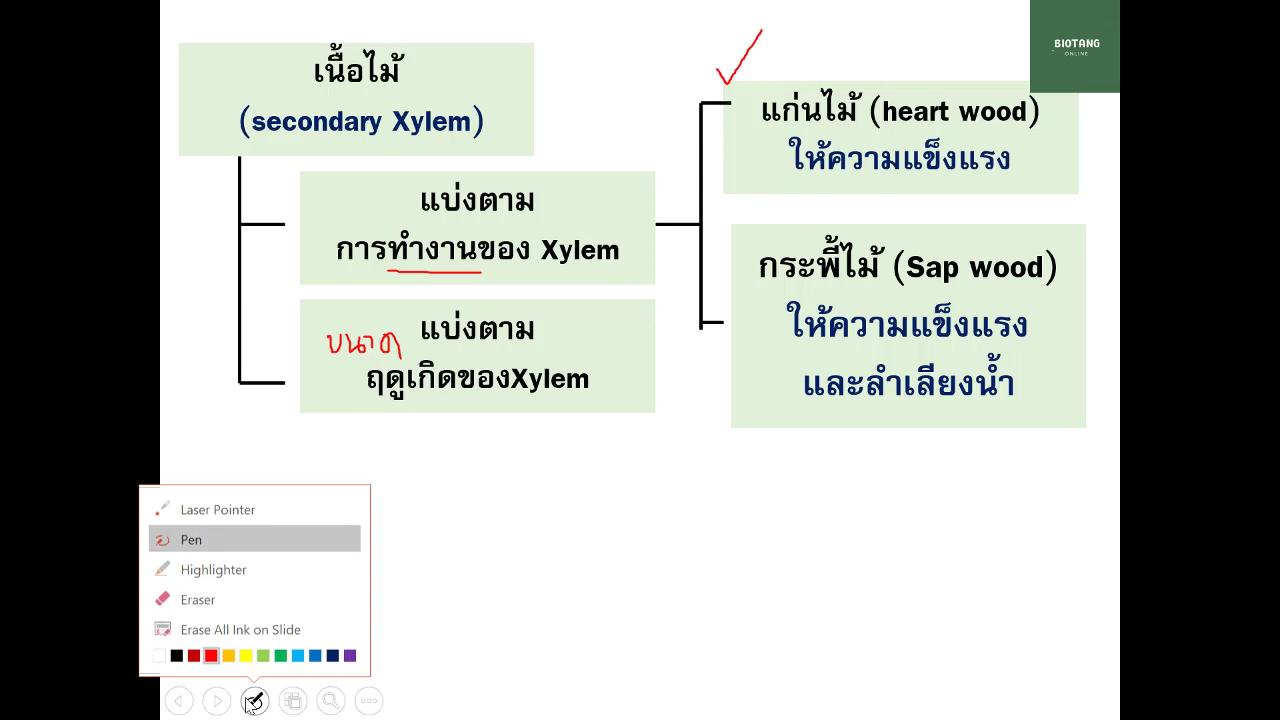 BIOTANG
ONLINE
เนื้อไม้
(secondary Xylem)
แบ่งตาม
การทำงานของ Xylem
ขนาด
แบ่งตาม
ฤดูเกิดของXylem
แก่นไม้ (heart wood)
ให้ความแข็งแรง
กระพี้ไม้ (Sap wood)
ให้ความแข็งแรง
และลำเลียงน้ำ
Laser Pointer
Pen
Highlighter
Eraser
Erase All Ink on Slide